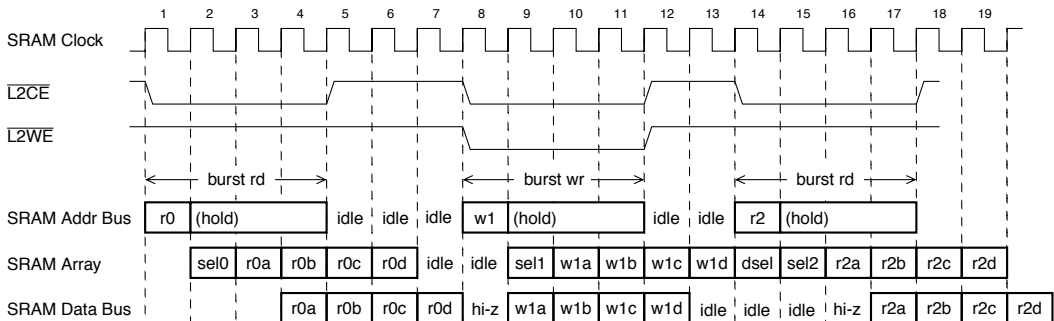 1 2 3 4 5 6 7 8 9 10 11 12 13 14 15 16 17 18 19
SRAM Clock
L2CE
L2WE
burst rd burst wr burst rd
SRAM Addr Bus r0 (hold) idle idle idle w1 (hold) idle idle r2 (hold)
SRAM Array sel0 r0a r0b r0c r0d idle idle sel1 w1a w1b w1c w1d dsel sel2 r2a r2b r2c r2d
SRAM Data Bus r0a r0b r0c r0d hi-z w1a w1b w1c w1d idle idle idle hi-z r2a r2b r2c r2d